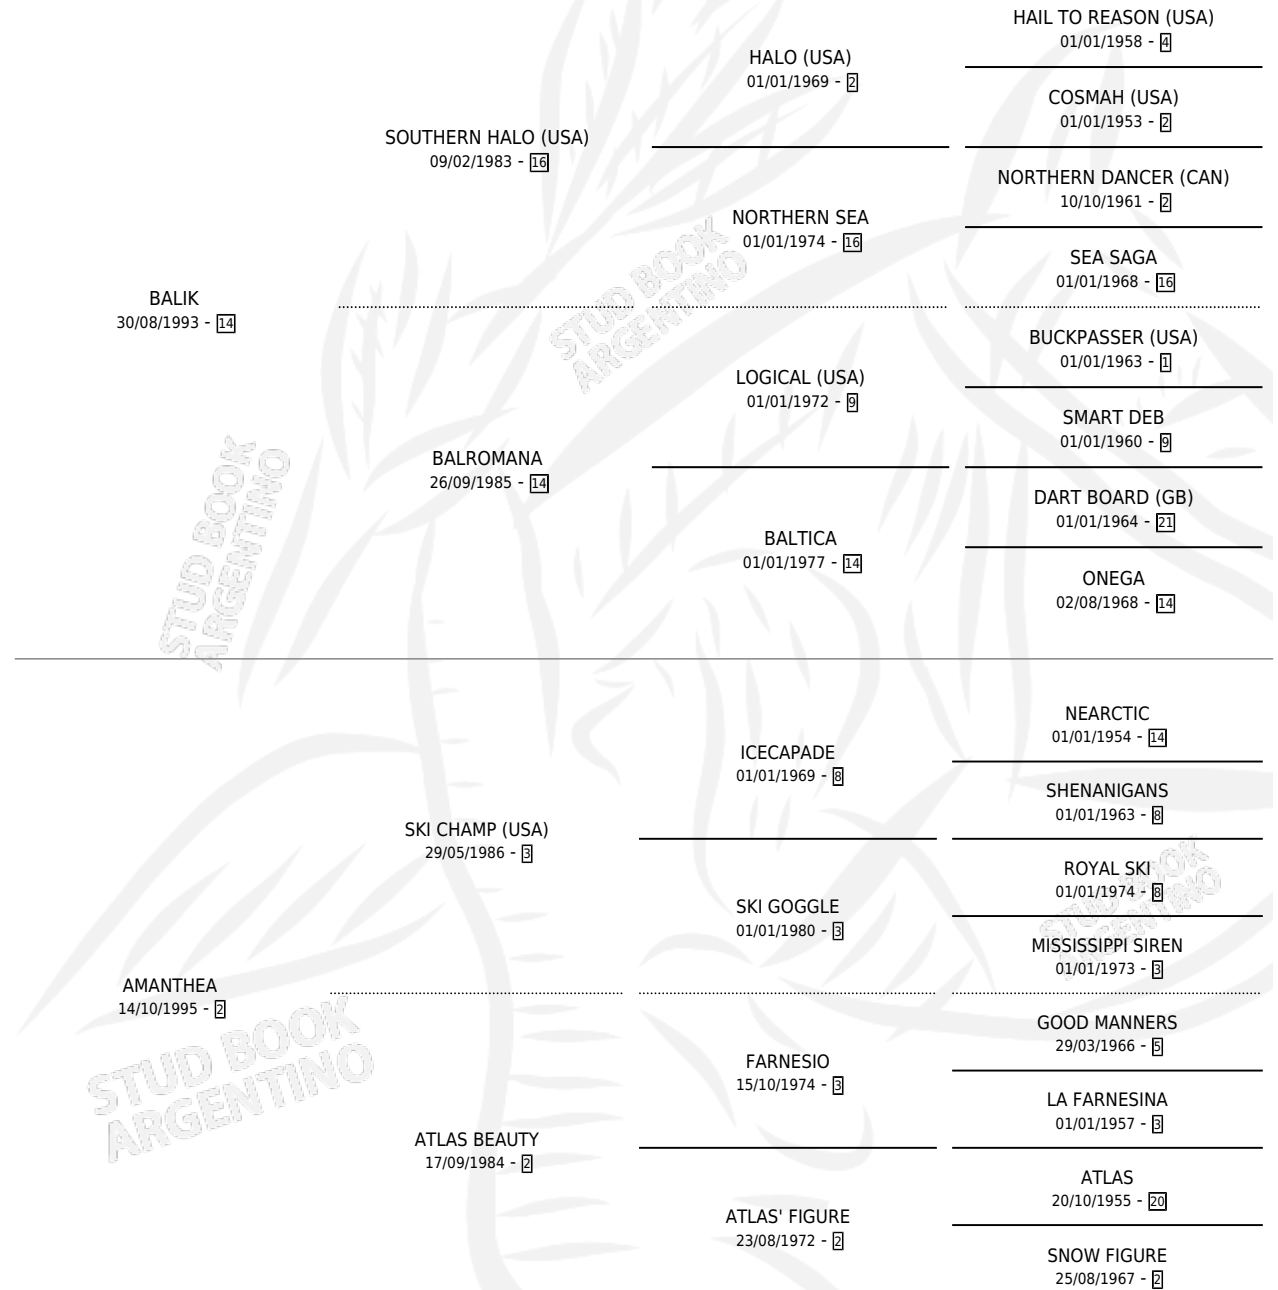 HAIL TO REASON (USA)
01/01/1958 - 4
HALO (USA)
01/01/1969 - 2
COSMAH (USA)
01/01/1953 - 2
SOUTHERN HALO (USA)
09/02/1983 - 16
NORTHERN DANCER (CAN)
10/10/1961 - 2
NORTHERN SEA
01/01/1974 - 16
SEA SAGA
01/01/1968 - 16
BALIK
30/08/1993 - 14
BUCKPASSER (USA)
01/01/1963 - 1
LOGICAL (USA)
01/01/1972 - 9
SMART DEB
01/01/1960 - 9
BALROMANA
26/09/1985 - 14
DART BOARD (GB)
01/01/1964 - 21
BALTICA
01/01/1977 - 14
ONEGA
02/08/1968 - 14
NEARCTIC
01/01/1954 - 14
ICECAPADE
01/01/1969 - 8
SHENANIGANS
01/01/1963 - 8
SKI CHAMP (USA)
29/05/1986 - 3
ROYAL SKI
01/01/1974 - 8
SKI GOGGLE
01/01/1980 - 3
MISSISSIPPI SIREN
01/01/1973 - 3
AMANTHEA
14/10/1995 - 2
GOOD MANNERS
29/03/1966 - 5
FARNESIO
15/10/1974 - 3
LA FARNESINA
01/01/1957 - 3
ATLAS BEAUTY
17/09/1984 - 2
ATLAS
20/10/1955 - 20
ATLAS' FIGURE
23/08/1972 - 2
SNOW FIGURE
25/08/1967 - 2
STUD BOOK
ARGENTINO
STUD BOOK
ARGENTINO
STUD BOOK
ARGENTINO
STUD BOOK
ARGENTINO